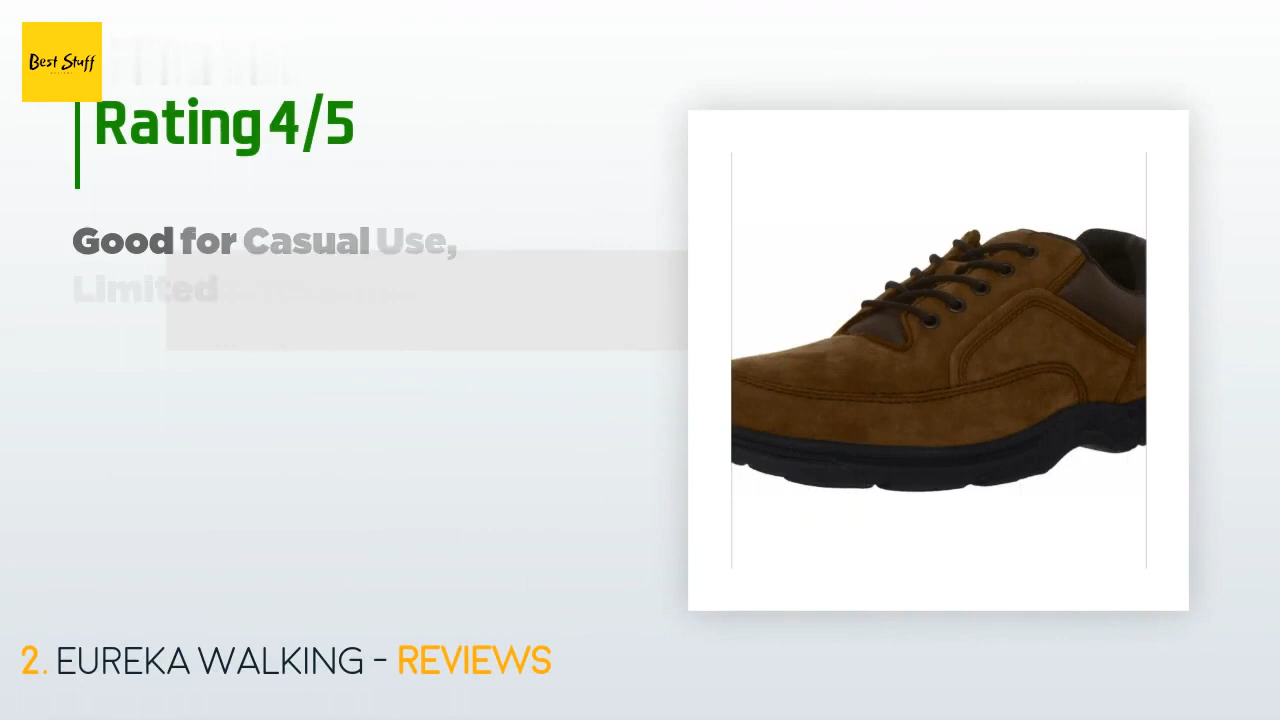 Best Stuff
Rating 4/5
Good for Casual Use,
Limited
2. EUREKA WALKING - REVIEWS